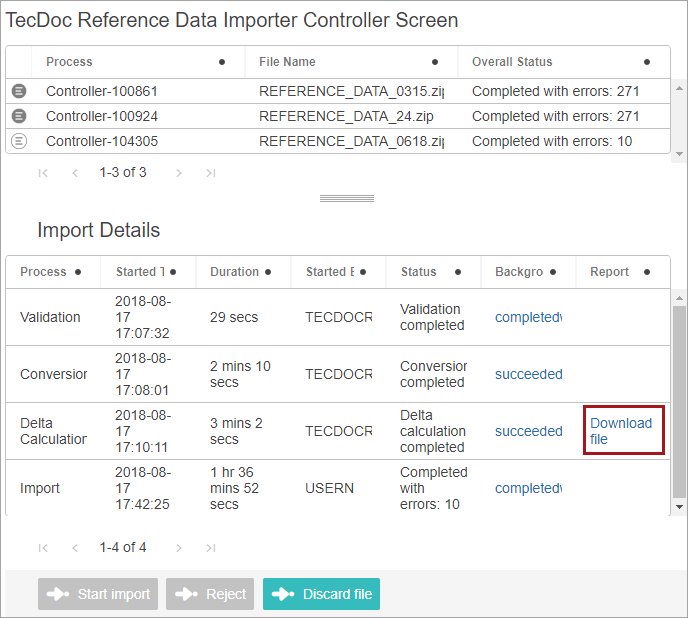 TecDoc Reference Data Importer Controller Screen
Process File Name Overall Status
Controller-100861 REFERENCE_DATA_0315.zip Completed with errors: 271
Controller-100924 REFERENCE_DATA_24.zip Completed with errors: 271
Controller-104305 REFERENCE_DATA_0618.zip Completed with errors: 10
1-3 of 3
Import Details
Process Started T Duration Started E Status Backgro Report
Validation 2018-08-17 17:07:32 29 secs TECDOCR Validation completed completedw
Conversion 2018-08-17 17:08:01 2 mins 10 secs TECDOCR Conversion completed succeeded
Delta Calculation 2018-08-17 17:10:11 3 mins 2 secs TECDOCR Delta calculation completed succeeded Download file
Import 2018-08-17 17:42:25 1 hr 36 mins 52 secs USERN Completed with errors: 10 completedw
1-4 of 4
Start import Reject Discard file